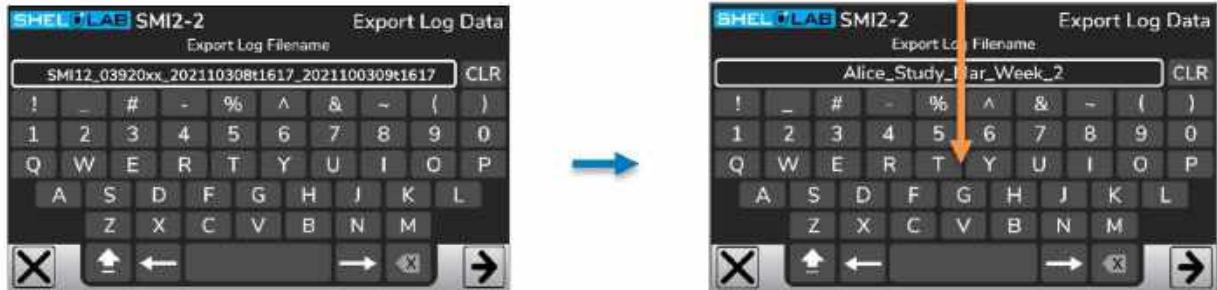 SHEL LAB SMI2-2 Export Log Data
Export Log Filename
SMI12_03920xx_202110308t1617_2021100309t1617 CLR
! _ # - % ^ & ~ ( )
1 2 3 4 5 6 7 8 9 0
Q W E R T Y U I O P
A S D F G H J K L
Z X C V B N M
SHEL LAB SMI2-2 Export Log Data
Export Log Filename
Alice_Study_Mar_Week_2 CLR
! _ # - % ^ & ~ ( )
1 2 3 4 5 6 7 8 9 0
Q W E R T Y U I O P
A S D F G H J K L
Z X C V B N M